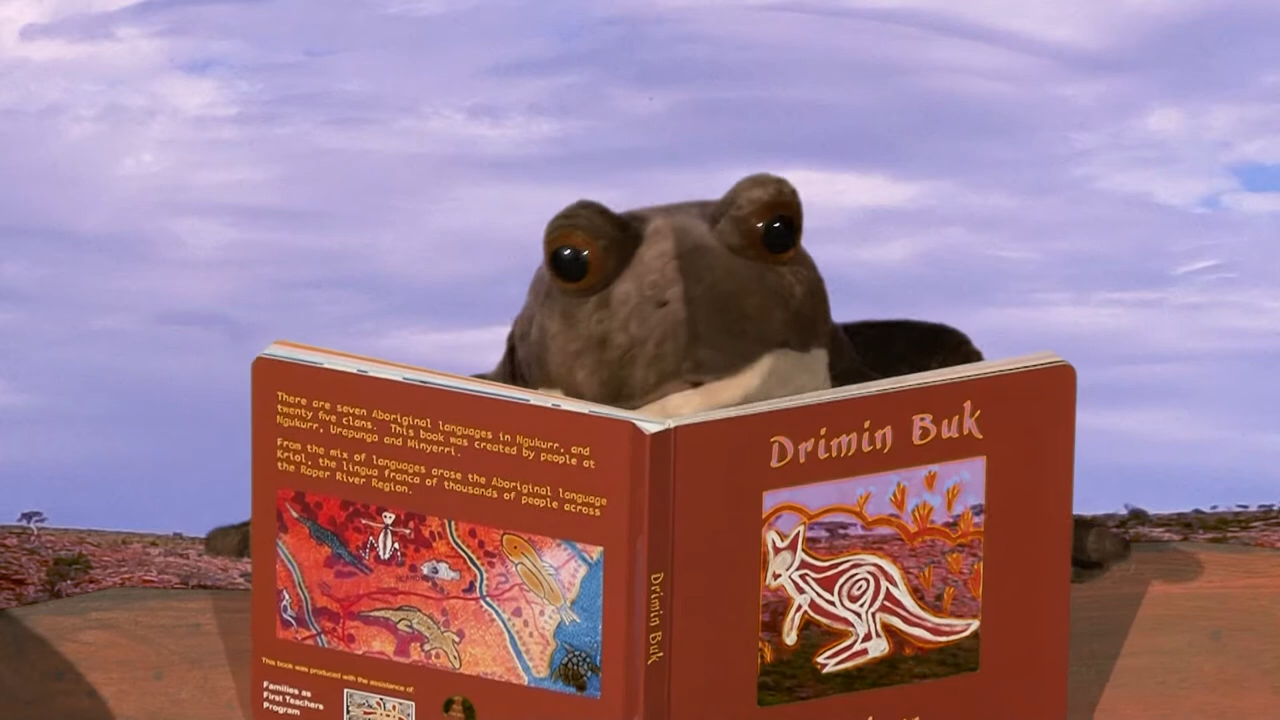 There are seven Aboriginal languages in Ngukurr, and
twenty five clans. This book was created by people at
Ngukurr, Urapunga and Minyerri.
From the mix of languages arose the Aboriginal language
Kriol, the lingua franca of thousands of people across
the Roper River Region.
This book was produced with the assistance of:
Families as
First Teachers
Program
Drimin Buk
Drimin Buk